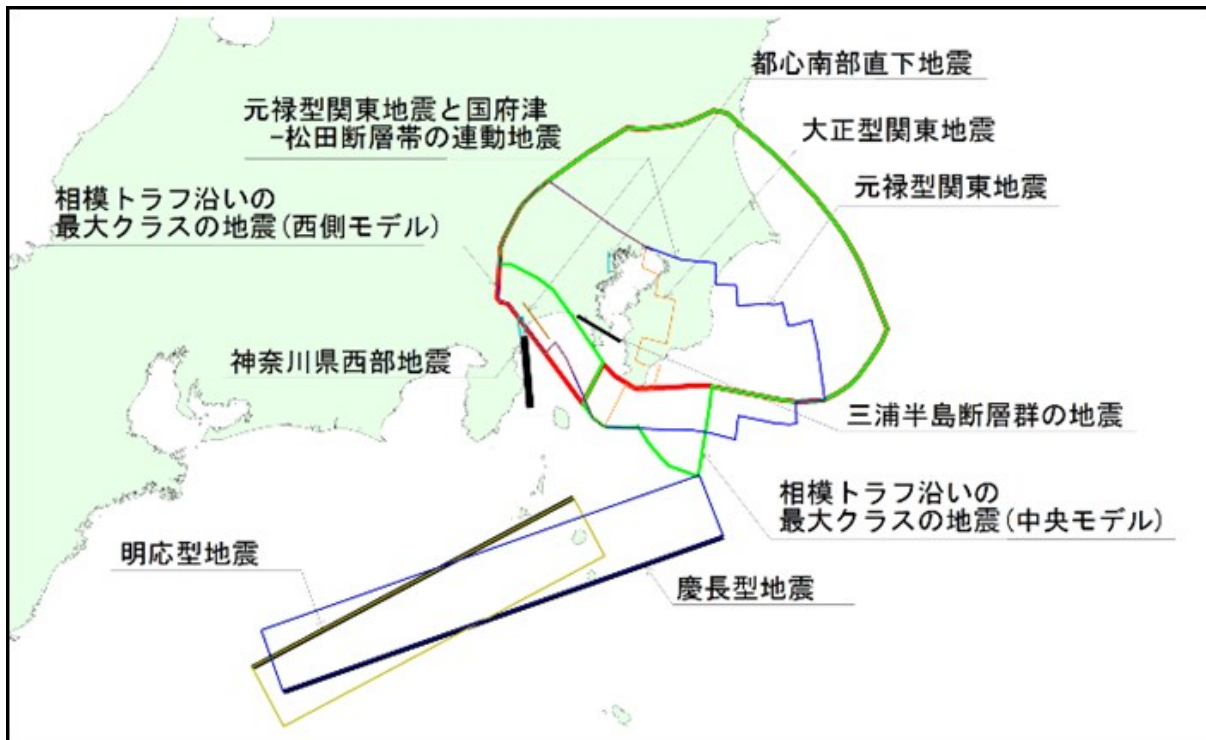 都心南部直下地震
元禄型関東地震と国府津
-松田断層帯の連動地震
大正型関東地震
元禄型関東地震
相模トラフ沿いの
最大クラスの地震(西側モデル)
神奈川県西部地震
三浦半島断層群の地震
相模トラフ沿いの
最大クラスの地震(中央モデル)
明応型地震
慶長型地震